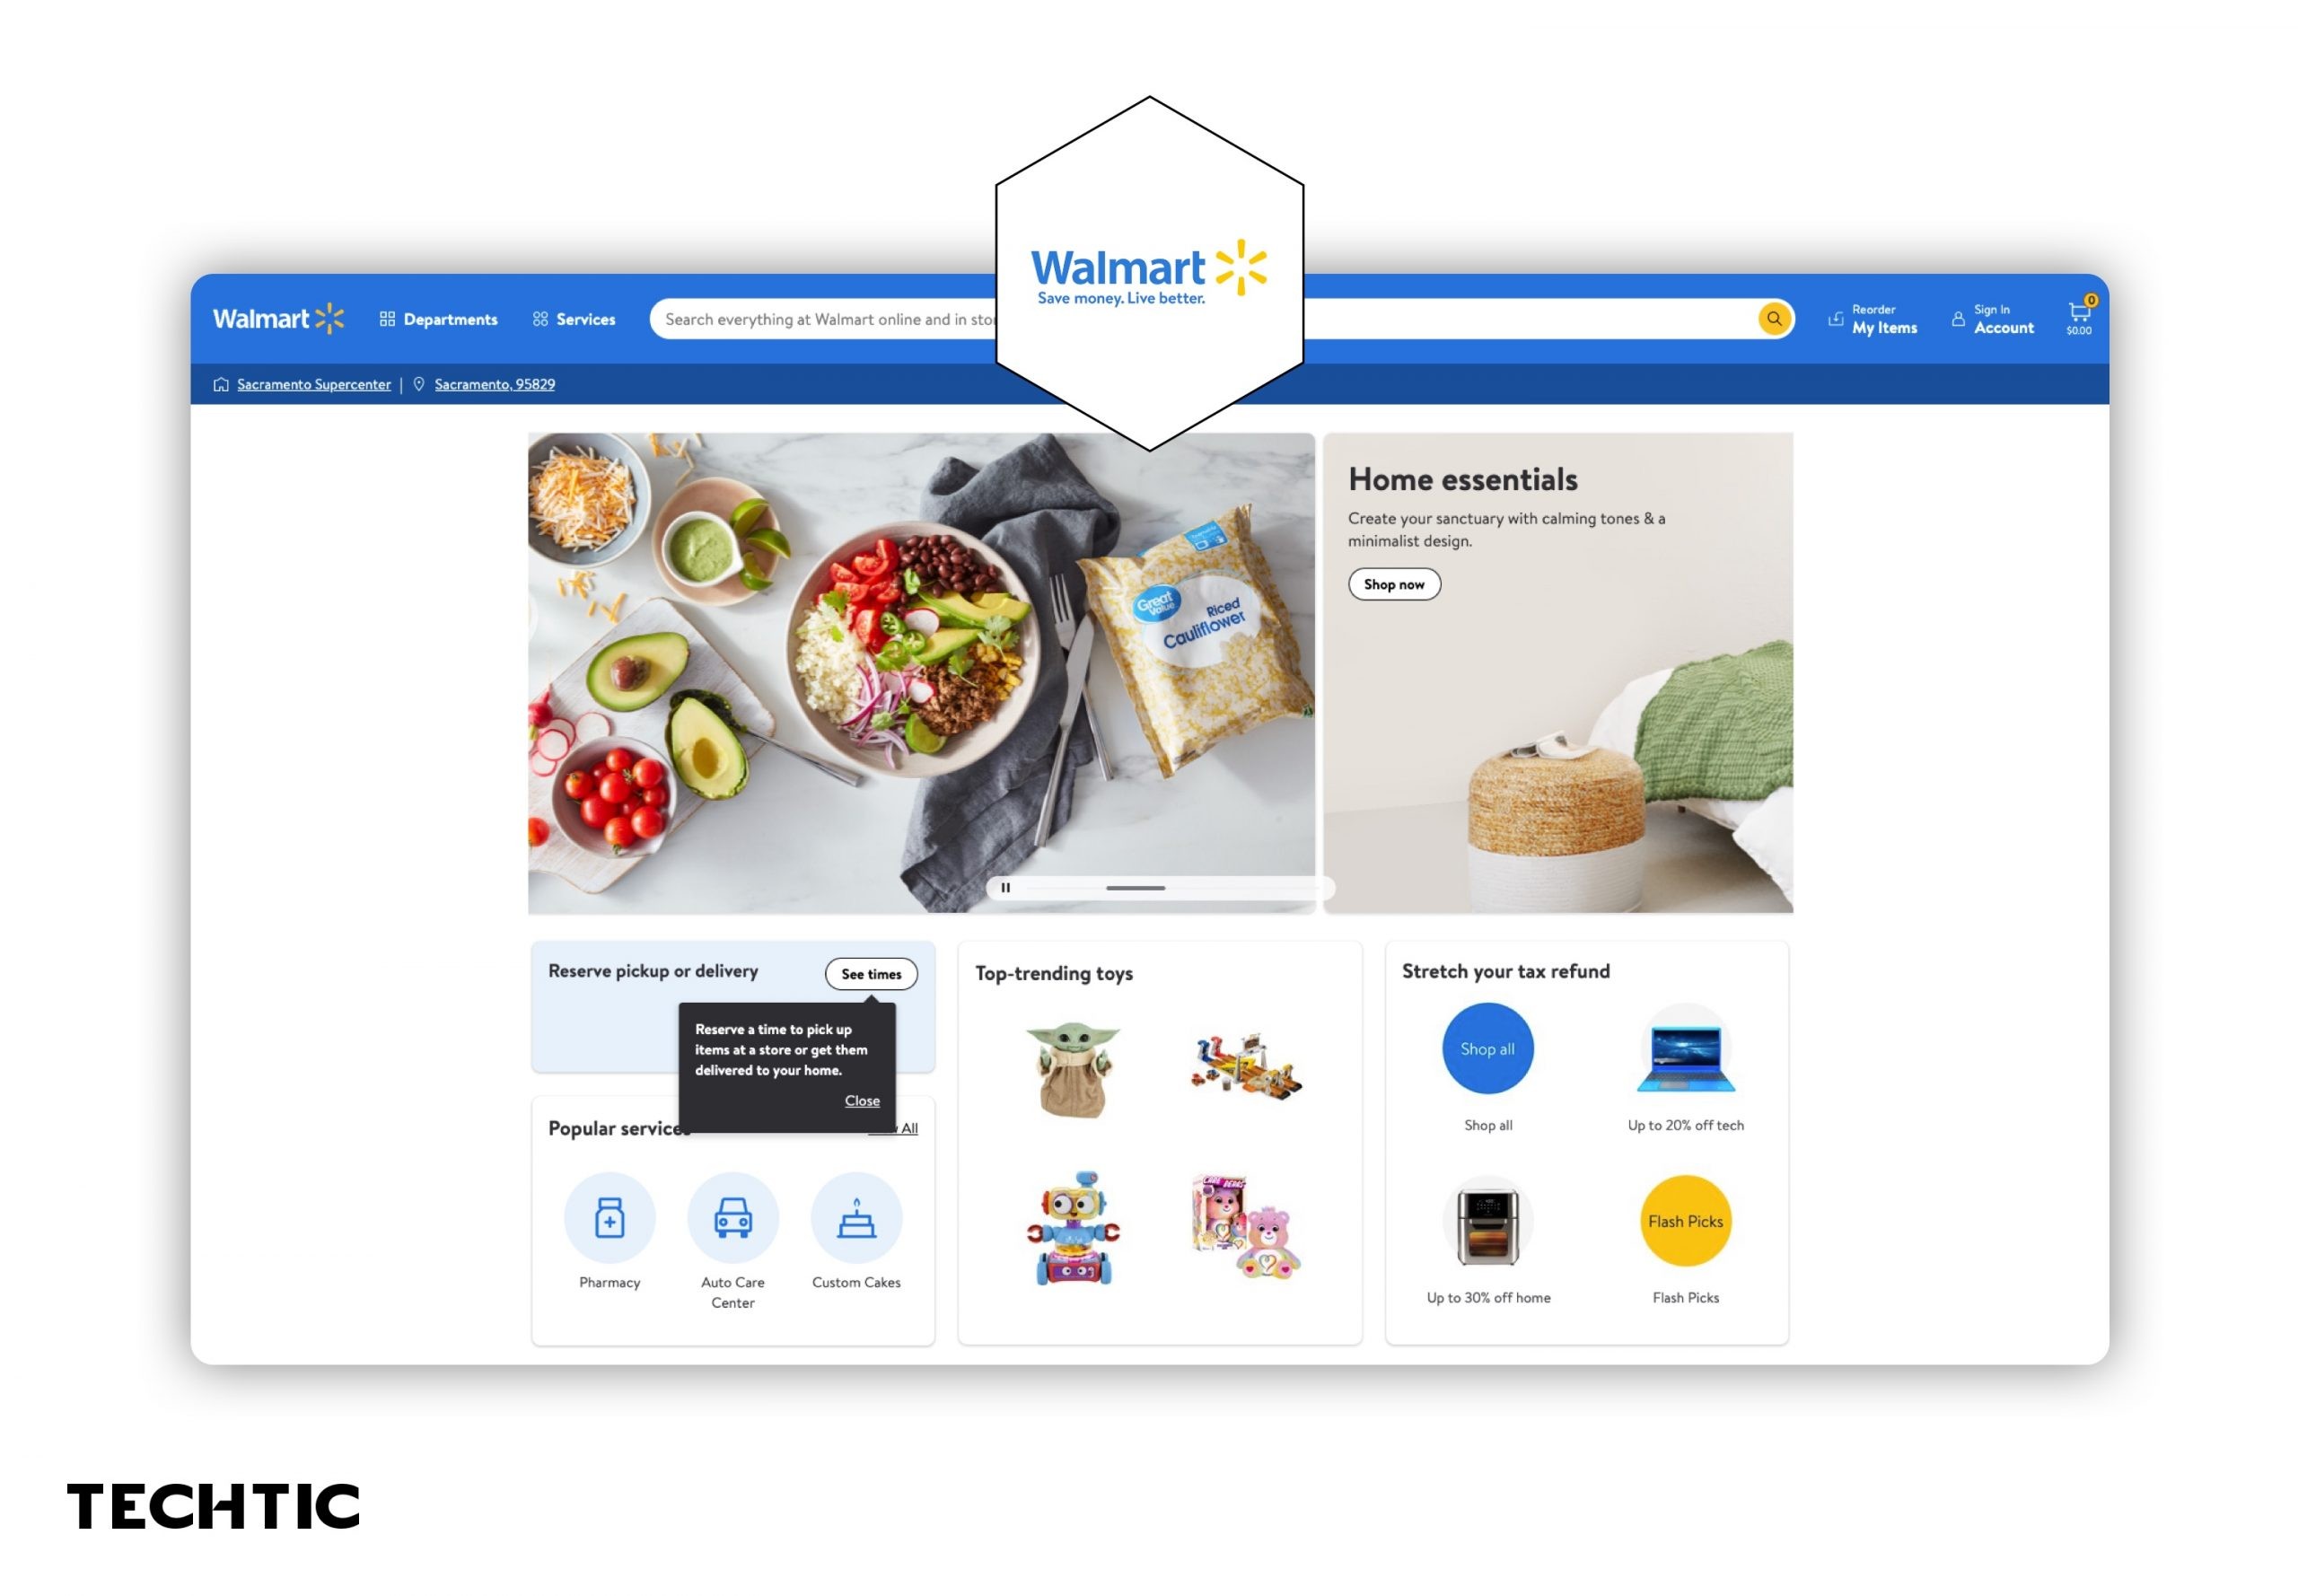 Walmart
Save money. Live better.
Walmart
Departments
Services
Search everything at Walmart online and in
Reorder
My Items
Sign In
Account
0
$0.00
Sacramento Supercenter |
Sacramento, 95829
Great Value
Riced
Cauliflower
Home essentials
Create your sanctuary with calming tones & a
minimalist design.
Shop now
Reserve pickup or delivery
See times
Reserve a time to pick up
items at a store or get them
delivered to your home.
Close
Popular
All
Pharmacy
Auto Care
Center
Custom Cakes
Top-trending toys
CARE BEARS
Stretch your tax refund
Shop all
Shop all
Up to 20% off tech
Up to 30% off home
Flash Picks
Flash Picks
TECHTIC